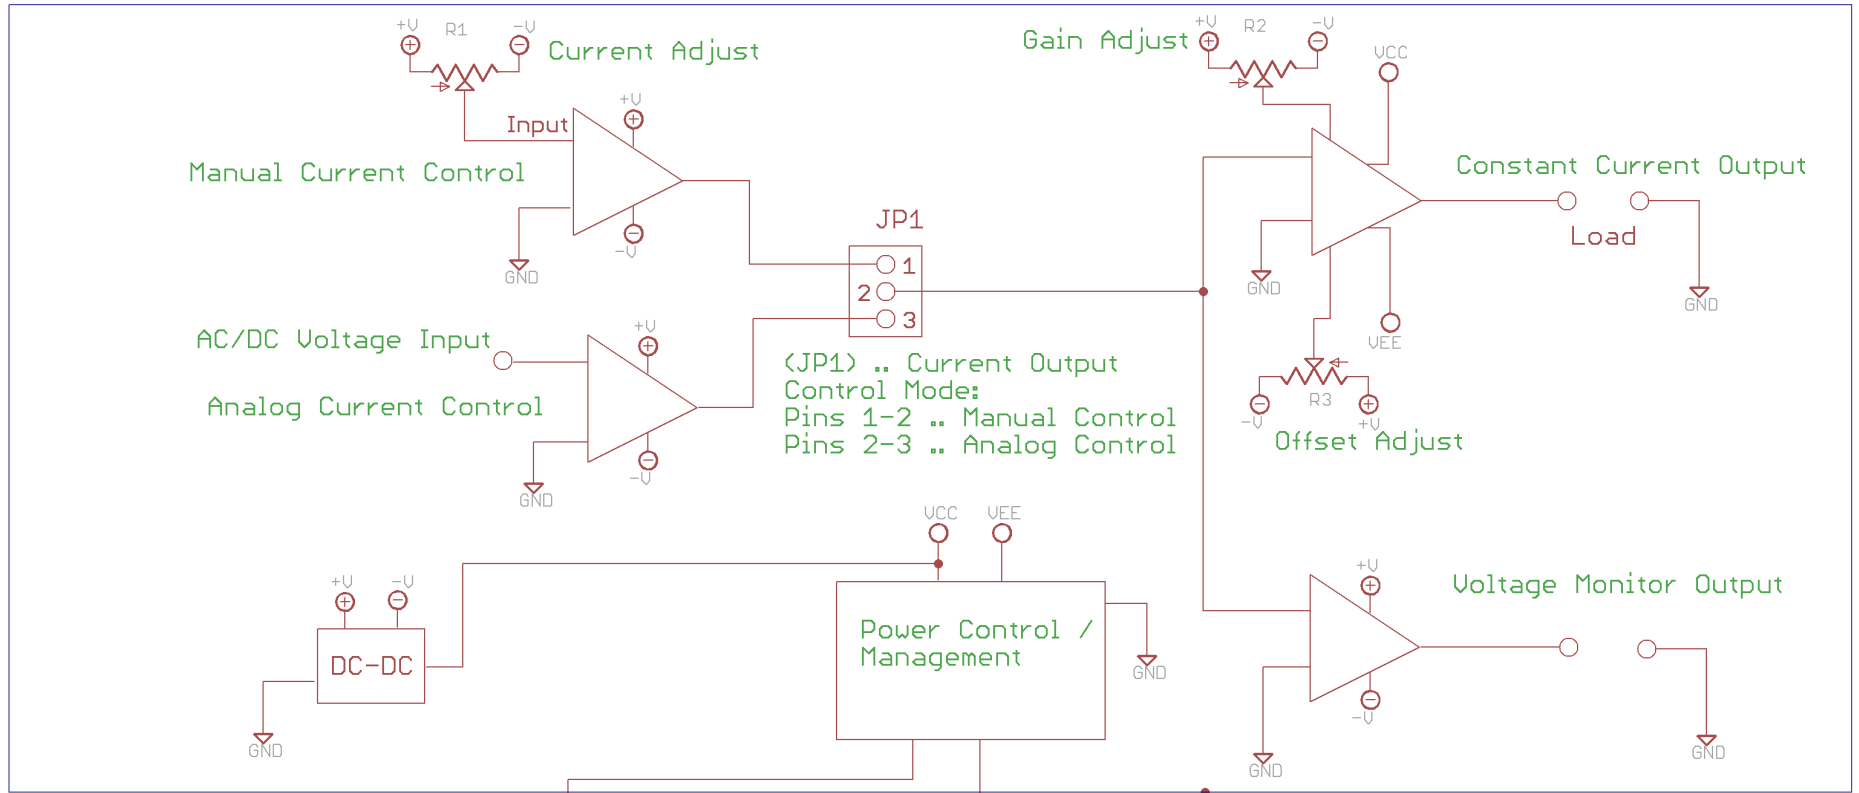 +V R1 -V
Current Adjust
Input
+V
Manual Current Control
-V
GND
AC/DC Voltage Input
Analog Current Control
+V
-V
GND
JP1
1
2
3
(JP1) .. Current Output
Control Mode:
Pins 1-2 .. Manual Control
Pins 2-3 .. Analog Control
Gain Adjust
+V R2 -V
VCC
Constant Current Output
Load
GND
GND
VEE
R3
-V +V
Offset Adjust
VCC VEE
+V -V
DC-DC
GND
Power Control /
Management
GND
+V
Voltage Monitor Output
-V
GND
GND